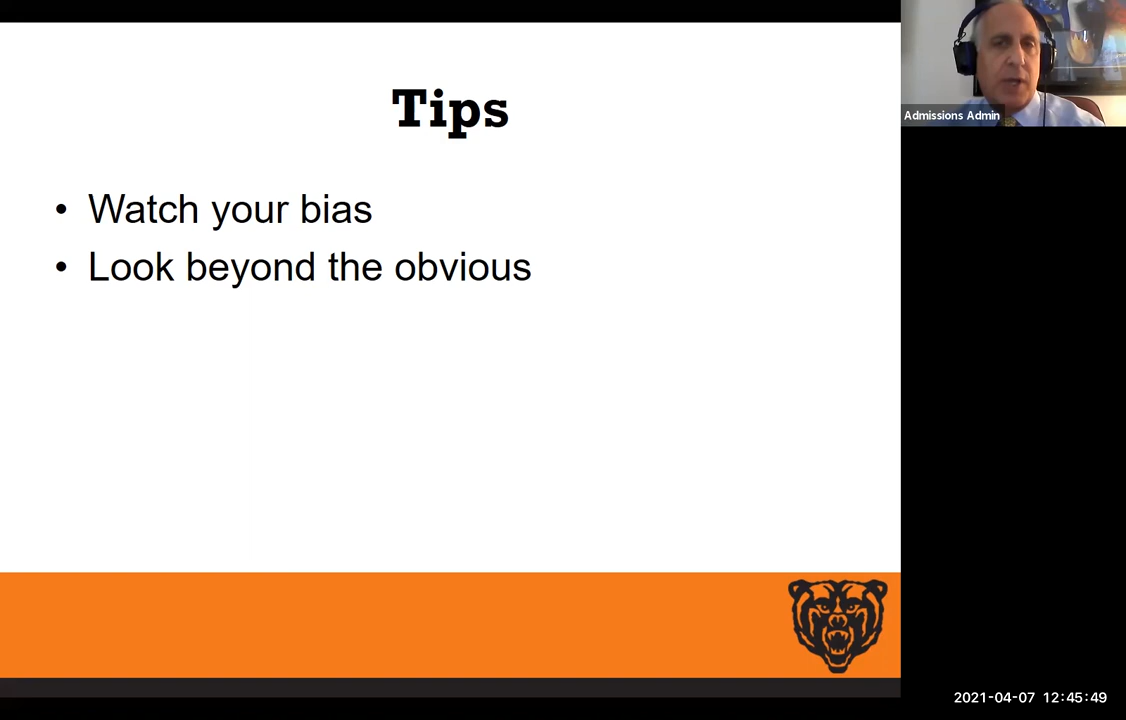 Tips
• Watch your bias
• Look beyond the obvious
Admissions Admin
2021-04-07 12:45:49